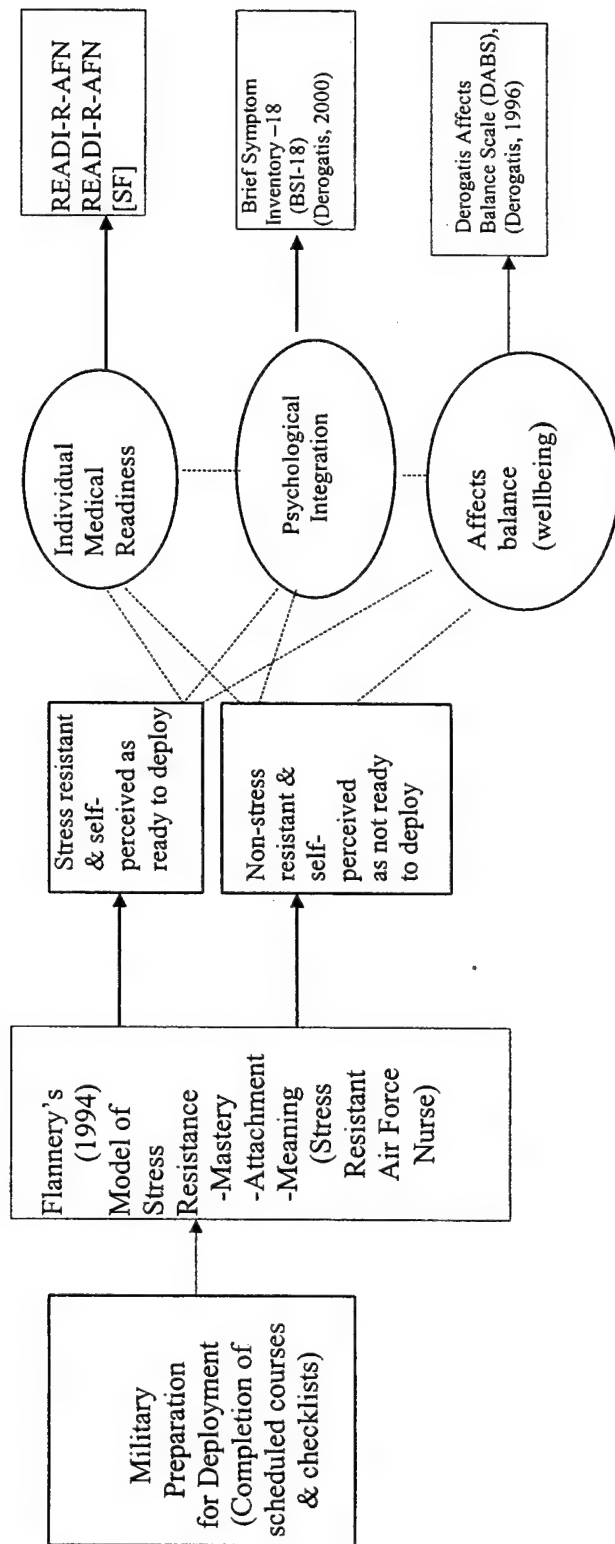 Military
Preparation
for Deployment
(Completion of
scheduled courses
& checklists)
Flannery's
(1994)
Model of
Stress
Resistance
-Mastery
-Attachment
-Meaning
(Stress
Resistant
Air Force
Nurse)
Stress resistant
& self-
perceived as
ready to deploy
Non-stress
resistant &
self-
perceived
as not ready
to deploy
Individual
Medical
Readiness
Psychological
Integration
Affects
balance
(wellbeing)
READI-R-AFN
READI-R-AFN
[SF]
Brief Symptom
Inventory –18
(BSI-18)
(Derogatis, 2000)
Derogatis Affects
Balance Scale (DABS),
(Derogatis, 1996)